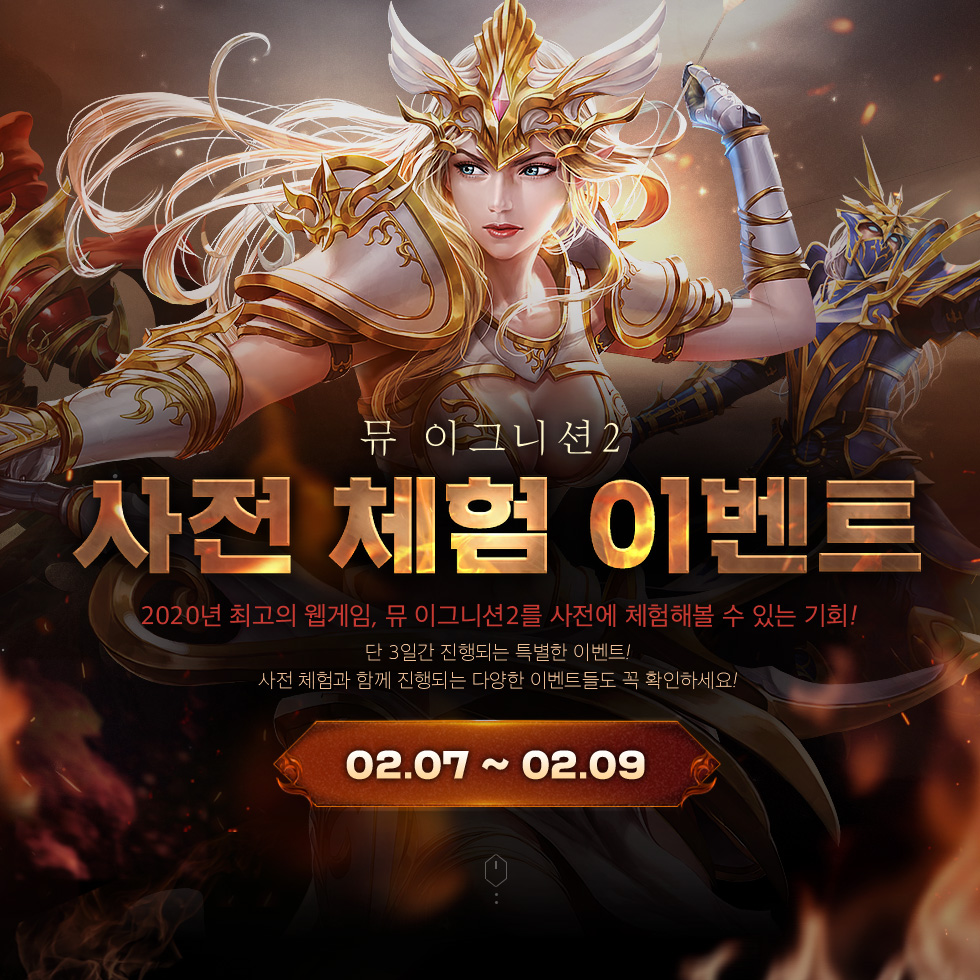 뮤 이그니션2
사전 체험 이벤트
2020년 최고의 웹게임, 뮤 이그니션2를 사전에 체험해볼 수 있는 기회!
단 3일간 진행되는 특별한 이벤트!
사전 체험과 함께 진행되는 다양한 이벤트들도 꼭 확인하세요!
02.07 ~ 02.09